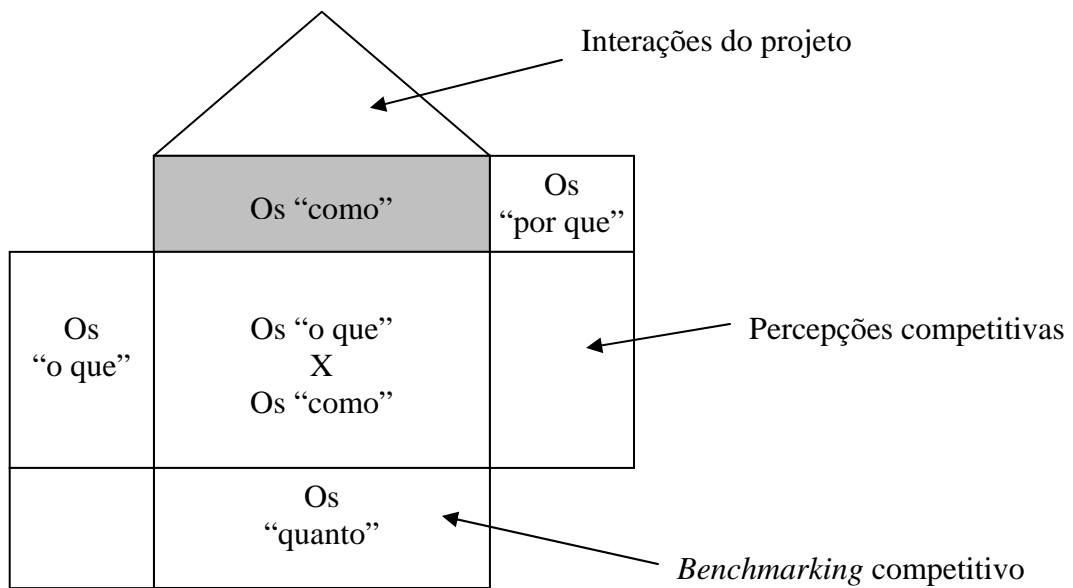 Interações do projeto
Os “como”
Os
“por que”
Os
“o que”
Os “o que”
X
Os “como”
Percepções competitivas
Os
“quanto”
Benchmarking competitivo